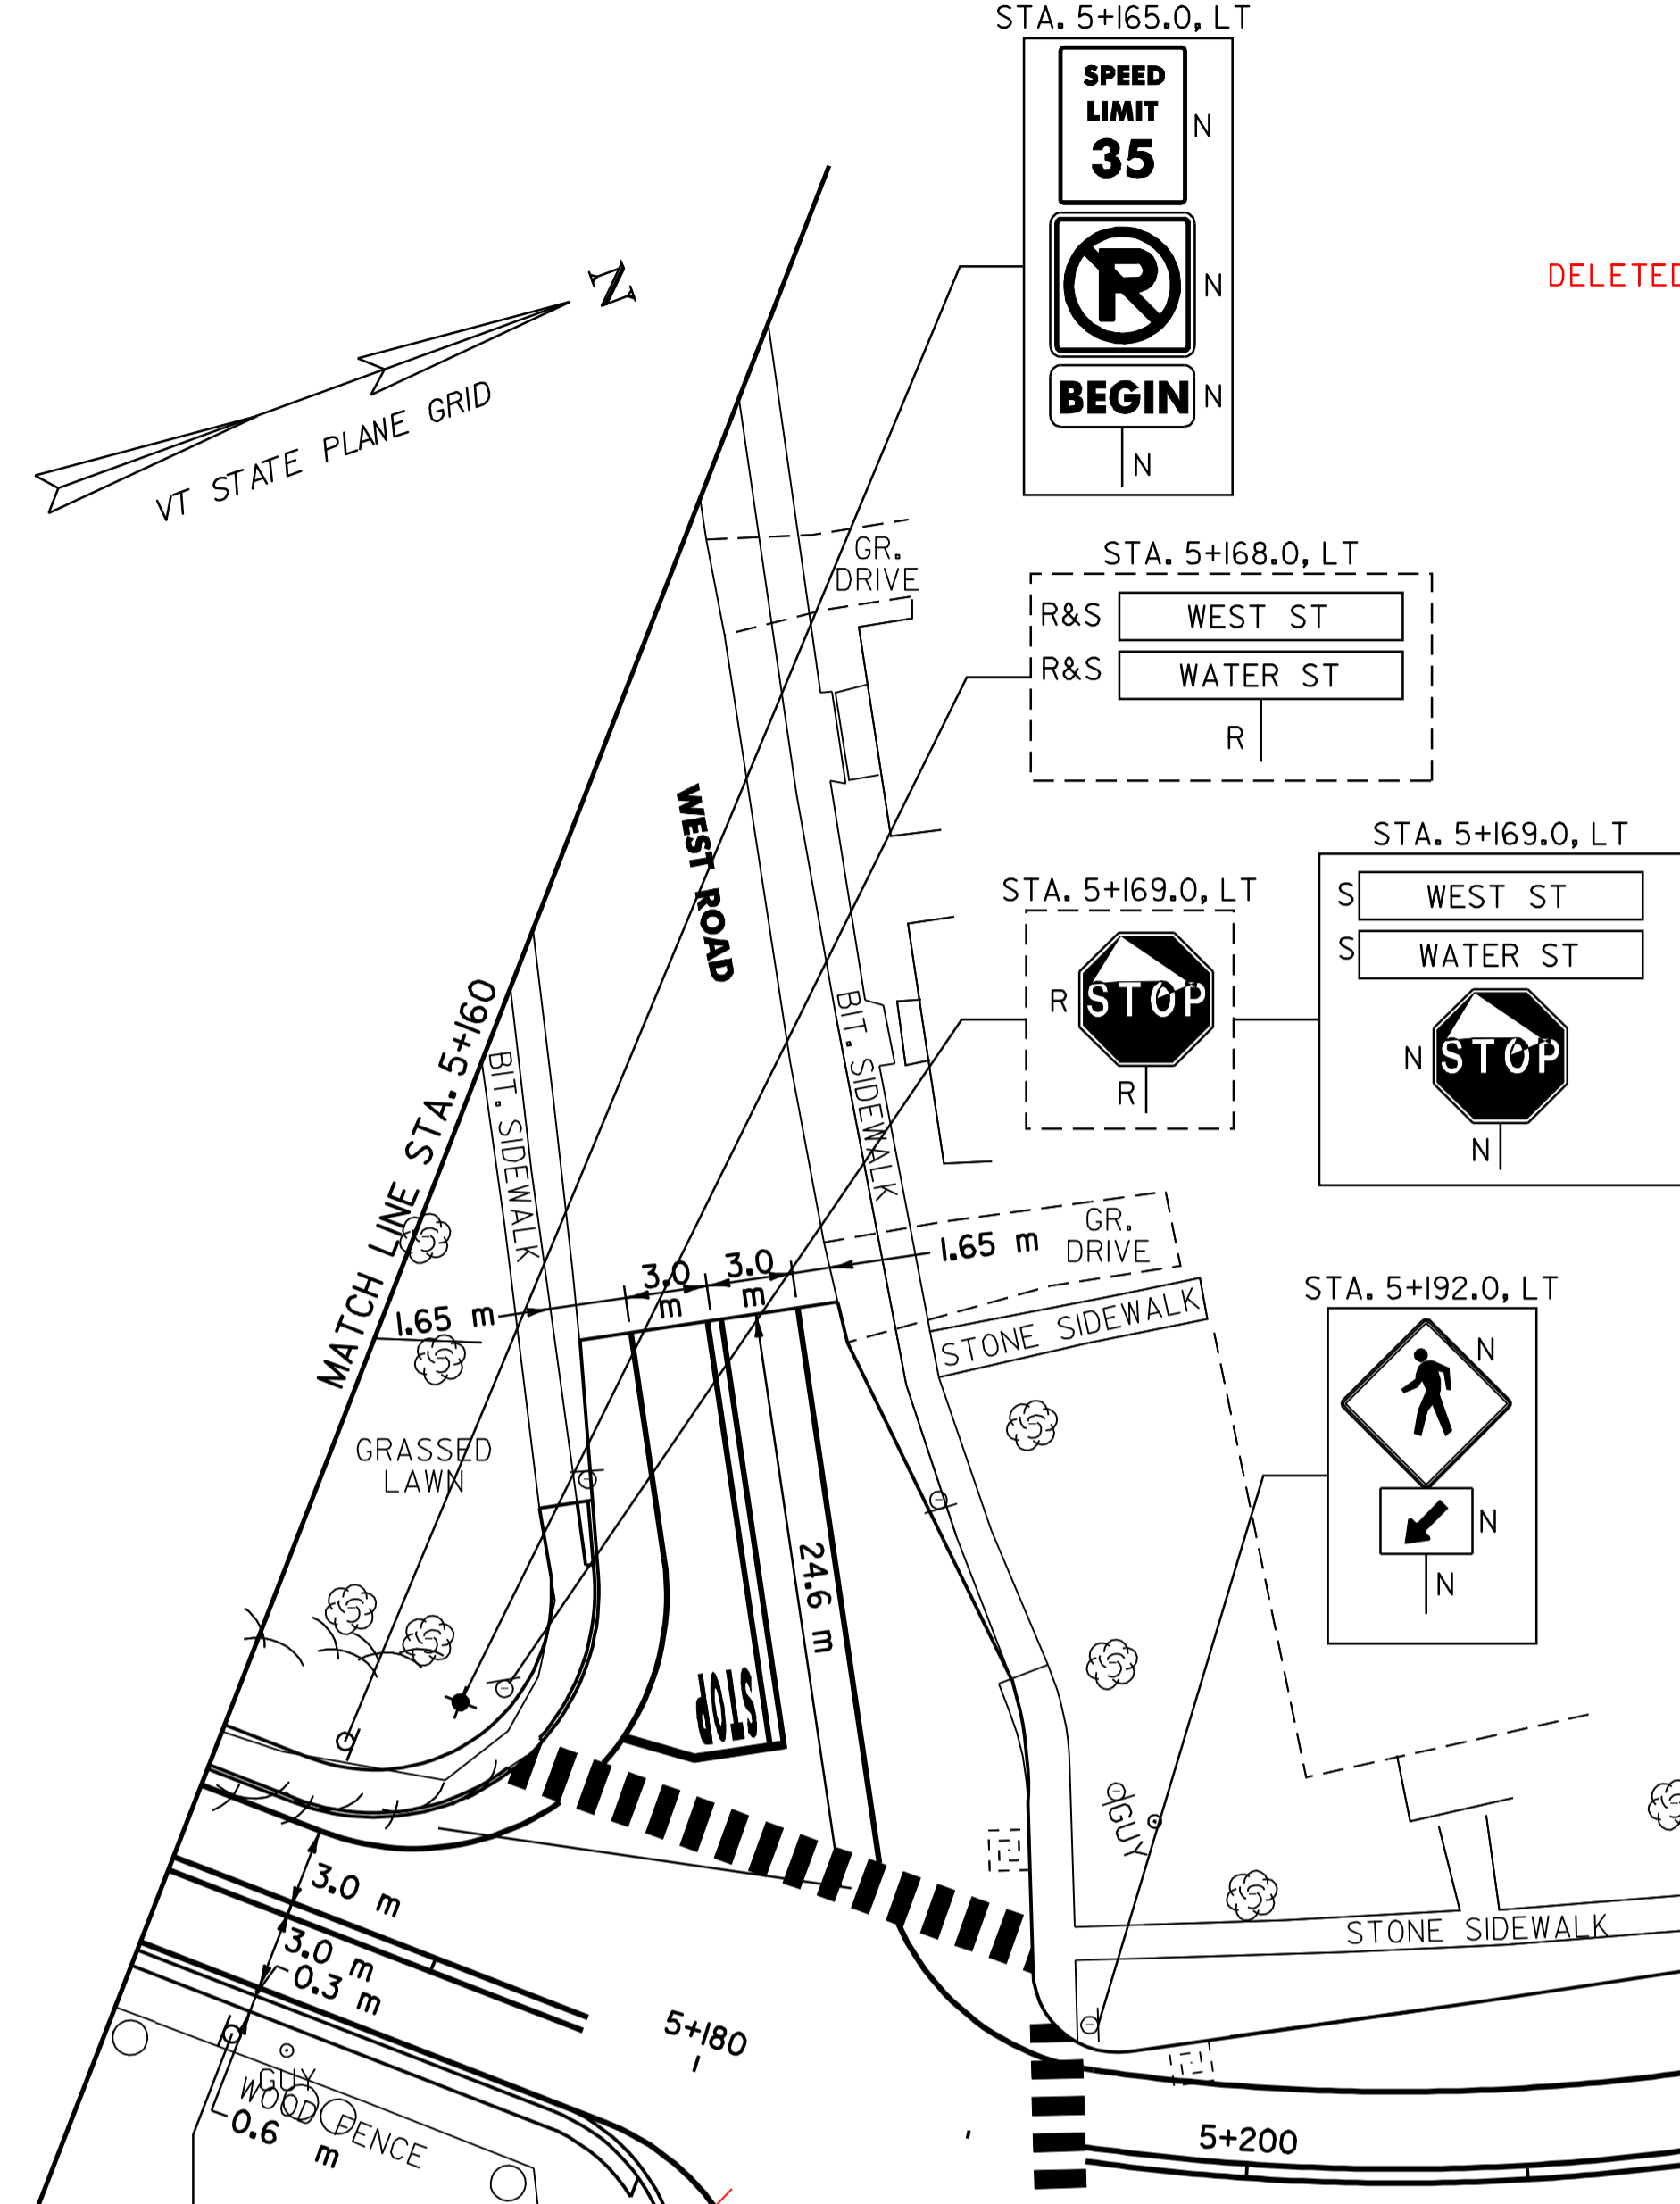 STA. 5+165.0, LT
SPEED
LIMIT
35
N
P
N
BEGIN
N
N
DELETED
N
VT STATE PLANE GRID
GR.
DRIVE
STA. 5+168.0, LT
R&S
WEST ST
R&S
WATER ST
R
WEST ROAD
STA. 5+169.0, LT
S
WEST ST
S
WATER ST
N
STOP
N
STA. 5+169.0, LT
R
STOP
R
MATCH LINE STA. 5+160
BIT. SIDEWALK
BIT. SIDEWALK
GR.
DRIVE
1.65 m
3.0
m
3.0
m
1.65 m
STONE SIDEWALK
STA. 5+192.0, LT
N
N
N
GRASSED
LAWN
24.6 m
STOP
GUY
STONE SIDEWALK
3.0 m
3.0 m
0.3 m
5+180
GUY
WOOD FENCE
0.6 m
5+200